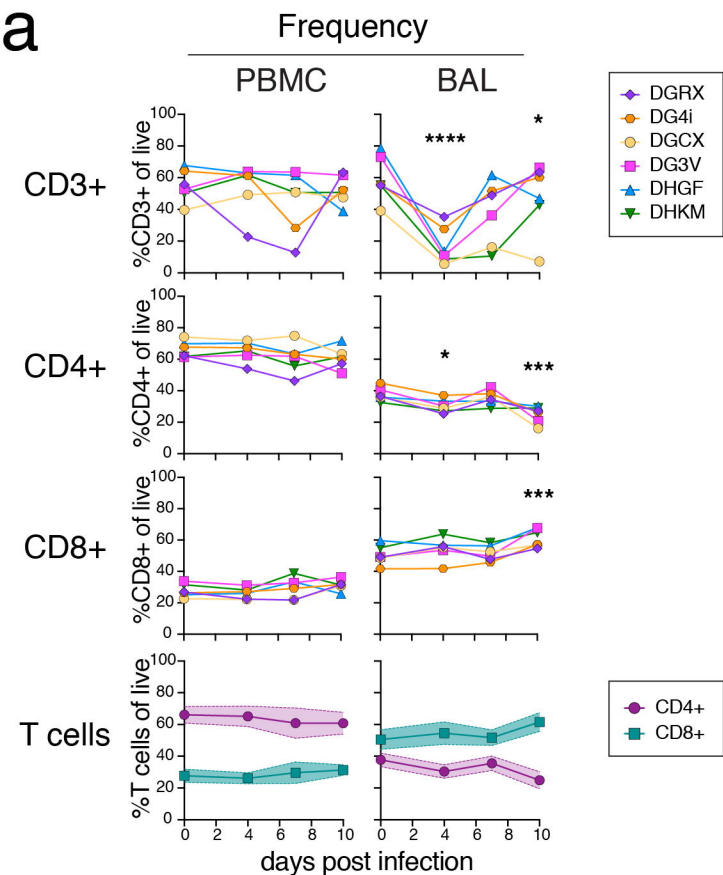 a
Frequency
PBMC BAL
DGRX
DG4i
DGCX
DG3V
DHGF
DHKM
CD3+
%CD3+ of live
100
80
60
40
20
0
****
*
CD4+
%CD4+ of live
100
80
60
40
20
0
*
***
CD8+
%CD8+ of live
100
80
60
40
20
0
***
T cells
%T cells of live
100
80
60
40
20
0
CD4+
CD8+
0 2 4 6 8 10 0 2 4 6 8 10
days post infection